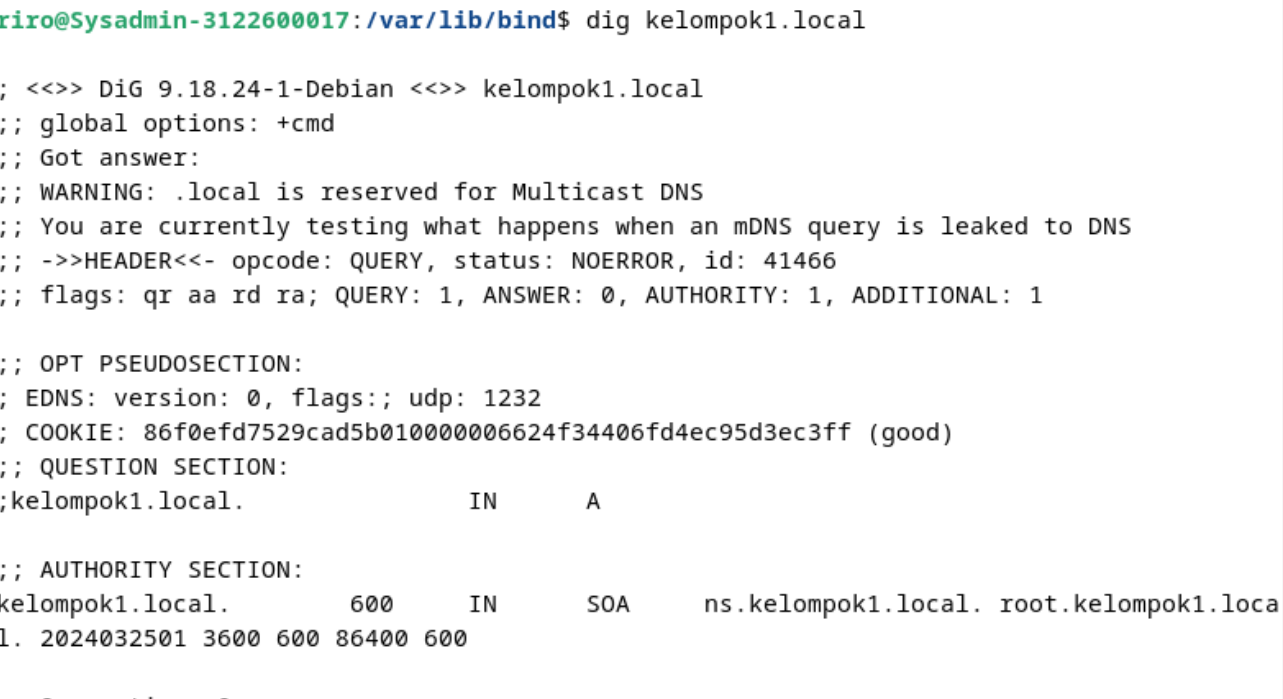 riro@Sysadmin-3122600017:/var/lib/bind$ dig kelompok1.local
; <<>> DiG 9.18.24-1-Debian <<>> kelompok1.local
;; global options: +cmd
;; Got answer:
;; WARNING: .local is reserved for Multicast DNS
;; You are currently testing what happens when an mDNS query is leaked to DNS
;; ->>HEADER<<- opcode: QUERY, status: NOERROR, id: 41466
;; flags: qr aa rd ra; QUERY: 1, ANSWER: 0, AUTHORITY: 1, ADDITIONAL: 1
;; OPT PSEUDOSECTION:
; EDNS: version: 0, flags:; udp: 1232
; COOKIE: 86f0efd7529cad5b010000006624f34406fd4ec95d3ec3ff (good)
;; QUESTION SECTION:
;kelompok1.local. IN A
;; AUTHORITY SECTION:
kelompok1.local. 600 IN SOA ns.kelompok1.local. root.kelompok1.loca
l. 2024032501 3600 600 86400 600